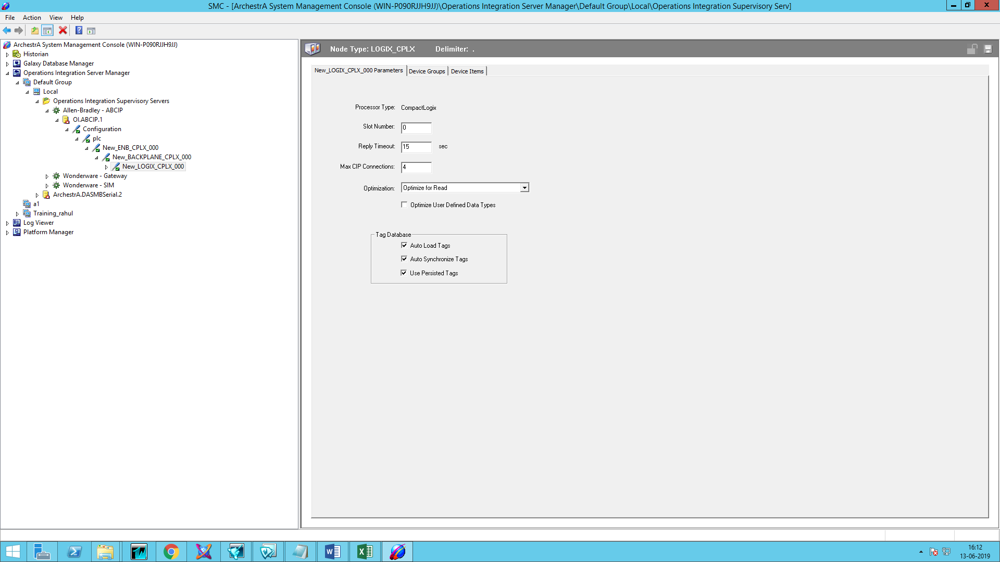 SMC - [ArchestrA System Management Console (WIN-P090RJJH9JJ)\Operations Integration Server Manager\Default Group\Local\Operations Integration Supervisory Serv]
File Action View Help
ArchestrA System Management Console (WIN-P090RJJH9JJ)
Historian
Galaxy Database Manager
Operations Integration Server Manager
Default Group
Local
Operations Integration Supervisory Servers
Allen-Bradley - ABCIP
OI.ABCIP.1
Configuration
plc
New_ENB_CPLX_000
New_BACKPLANE_CPLX_000
New_LOGIX_CPLX_000
Wonderware - Gateway
Wonderware - SIM
ArchestrA.DASMBSerial.2
a1
Training_rahul
Log Viewer
Platform Manager
Node Type: LOGIX_CPLX Delimiter: .
New_LOGIX_CPLX_000 Parameters Device Groups Device Items
Processor Type: CompactLogix
Slot Number: 0
Reply Timeout: 15 sec
Max CIP Connections: 4
Optimization: Optimize for Read
Optimize User Defined Data Types
Tag Database
Auto Load Tags
Auto Synchronize Tags
Use Persisted Tags
16:12
13-06-2019